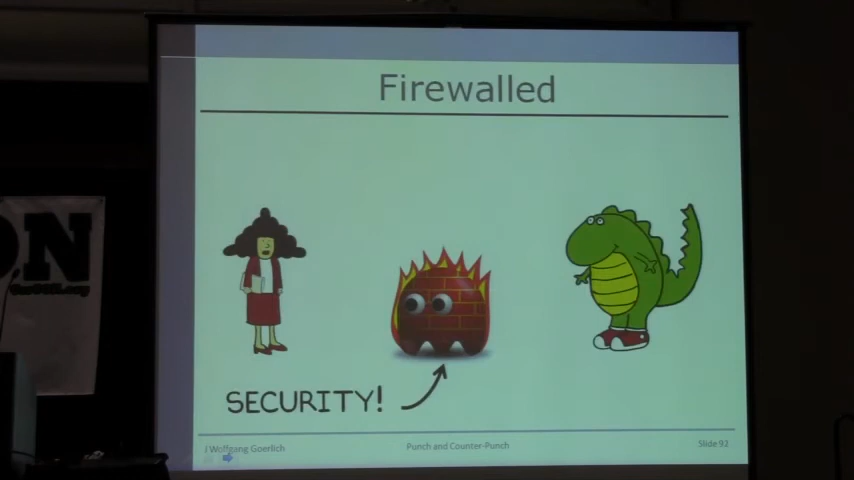 Firewalled
ON
SECURITY!
J Wolfgang Goerlich
Punch and Counter-Punch
Slide 92